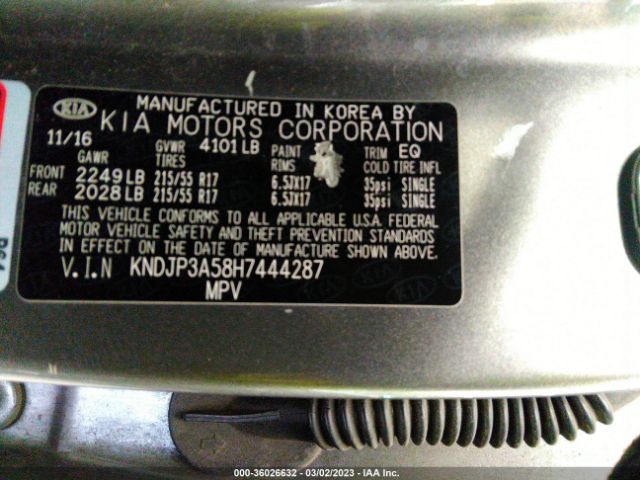 KIA MANUFACTURED IN KOREA BY
KIA MOTORS CORPORATION
11/16 GVWR 4101 LB PAINT TRIM EQ
GAWR TIRES RIMS COLD TIRE INFL
FRONT 2249 LB 215/55 R17 6.5JX17 35psi SINGLE
REAR 2028 LB 215/55 R17 6.5JX17 35psi SINGLE
THIS VEHICLE CONFORMS TO ALL APPLICABLE U.S.A FEDERAL
MOTOR VEHICLE SAFETY AND THEFT PREVENTION STANDARDS
IN EFFECT ON THE DATE OF MANUFACTURE SHOWN ABOVE.
V.I.N KNDJP3A58H7444287
MPV
000-36026632 - 03/02/2023 - IAA Inc.